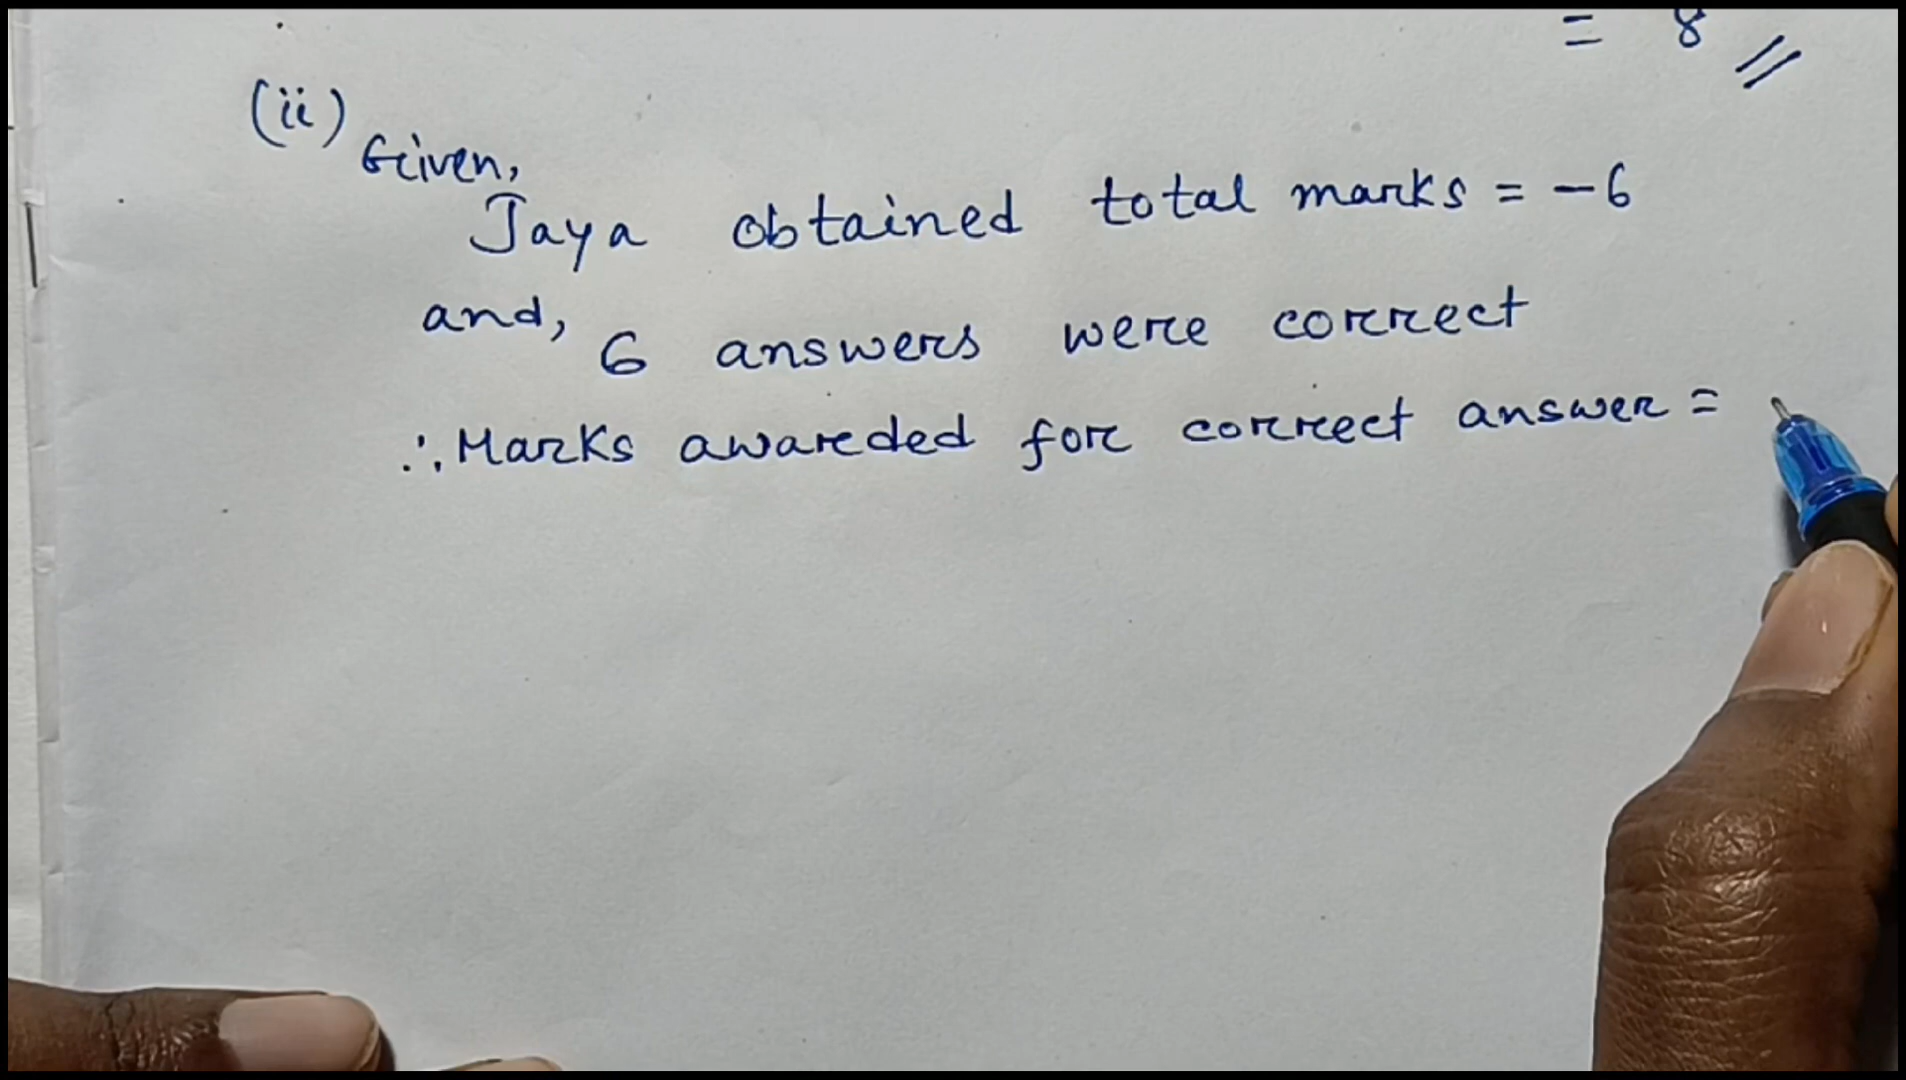 = 8 //
(ii) Given,
Jaya obtained total marks = -6
and, 6 answers were correct
∴ Marks awarded for correct answer =